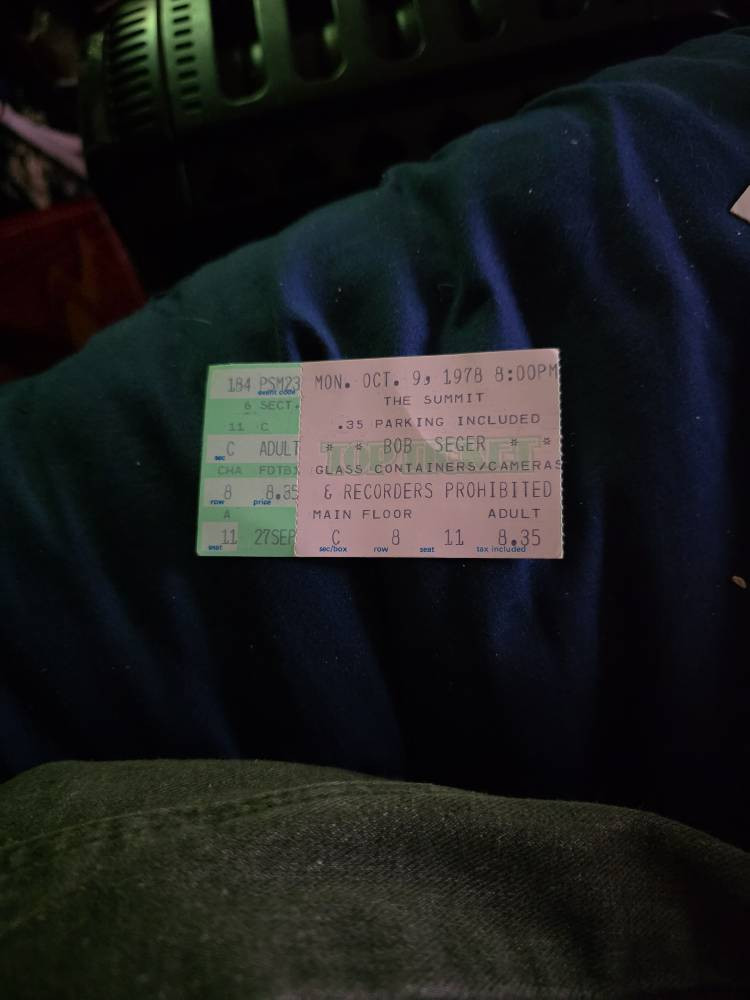 184 PSM23
event code
6 SECT.
11 C
C ADULT
sec
CHA
8 8.35
row price
A
11 27SEP
seat
MON. OCT. 9, 1978 8:00PM
THE SUMMIT
.35 PARKING INCLUDED
* * BOB SEGER * *
GLASS CONTAINERS/CAMERAS
& RECORDERS PROHIBITED
MAIN FLOOR ADULT
C 8 11 8.35
sec/box row seat tax included